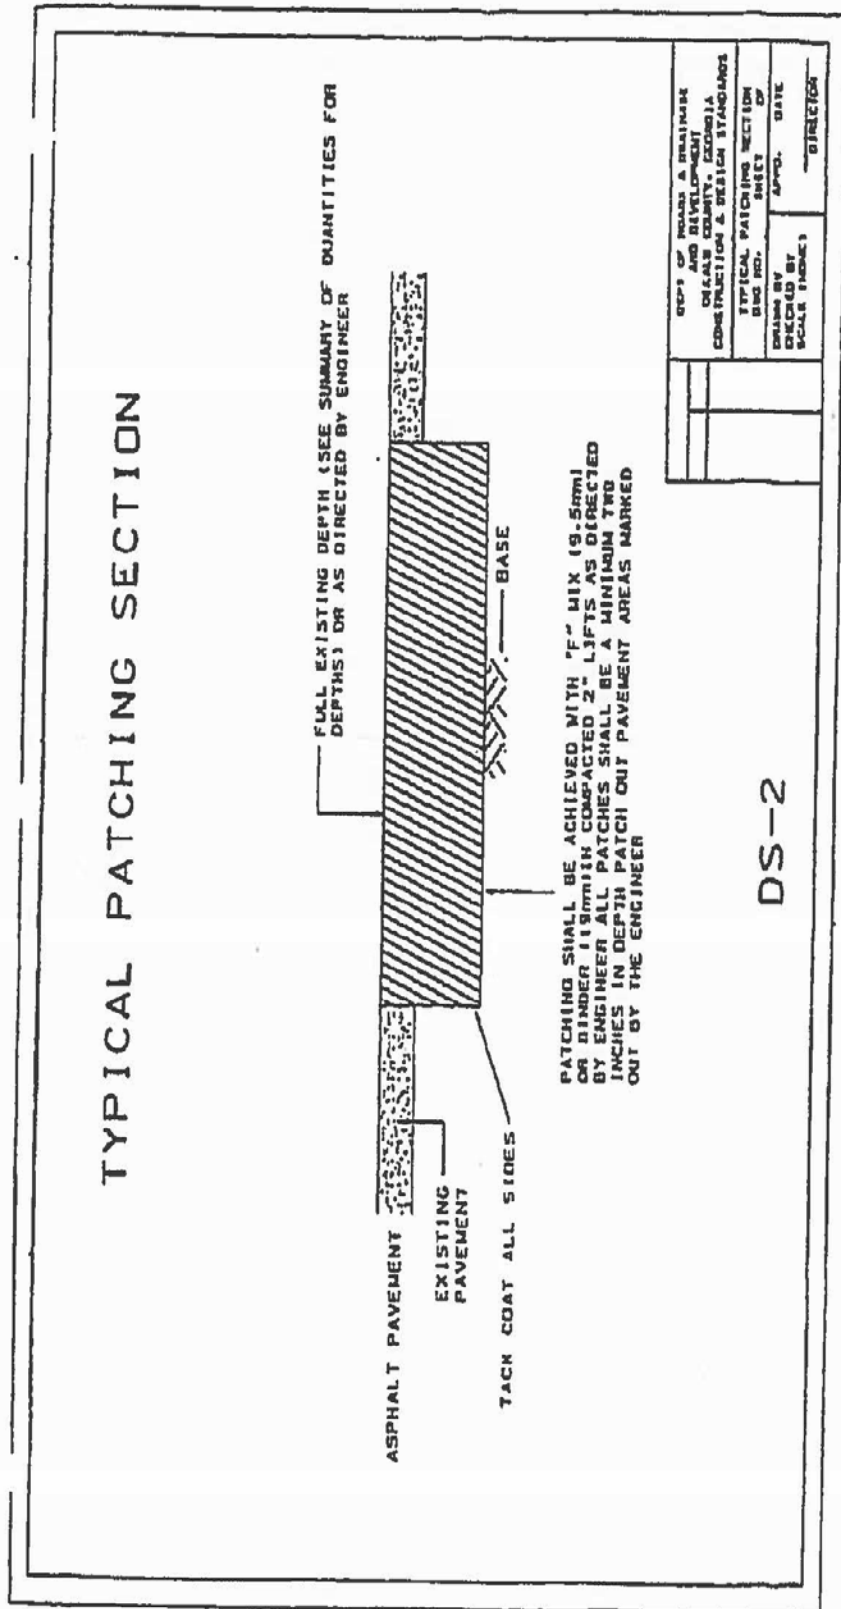 TYPICAL PATCHING SECTION
FULL EXISTING DEPTH (SEE SUMMARY OF QUANTITIES FOR
DEPTHS) OR AS DIRECTED BY ENGINEER
ASPHALT PAVEMENT
EXISTING
PAVEMENT
TACK COAT ALL SIDES
BASE
PATCHING SHALL BE ACHIEVED WITH "F" MIX (9.5mm)
OR BINDER (19mm) IN COMPACTED 2" LIFTS AS DIRECTED
BY ENGINEER ALL PATCHES SHALL BE A MINIMUM TWO
INCHES IN DEPTH PATCH OUT PAVEMENT AREAS MARKED
OUT BY THE ENGINEER
DS-2
DEPT OF ROADS & DRAINAGE
AND DEVELOPMENT
DEKALB COUNTY, GEORGIA
CONSTRUCTION & DESIGN STANDARDS
TYPICAL PATCHING SECTION
DWG NO. SHEET OF
DRAWN BY
CHECKED BY
SCALE
APPD. DATE
DIRECTOR